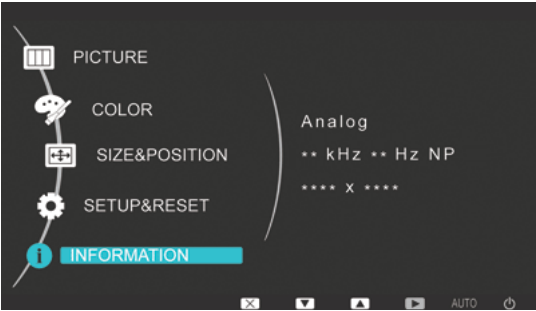 PICTURE
COLOR
SIZE&POSITION
SETUP&RESET
INFORMATION
Analog
** kHz ** Hz NP
**** x ****
AUTO